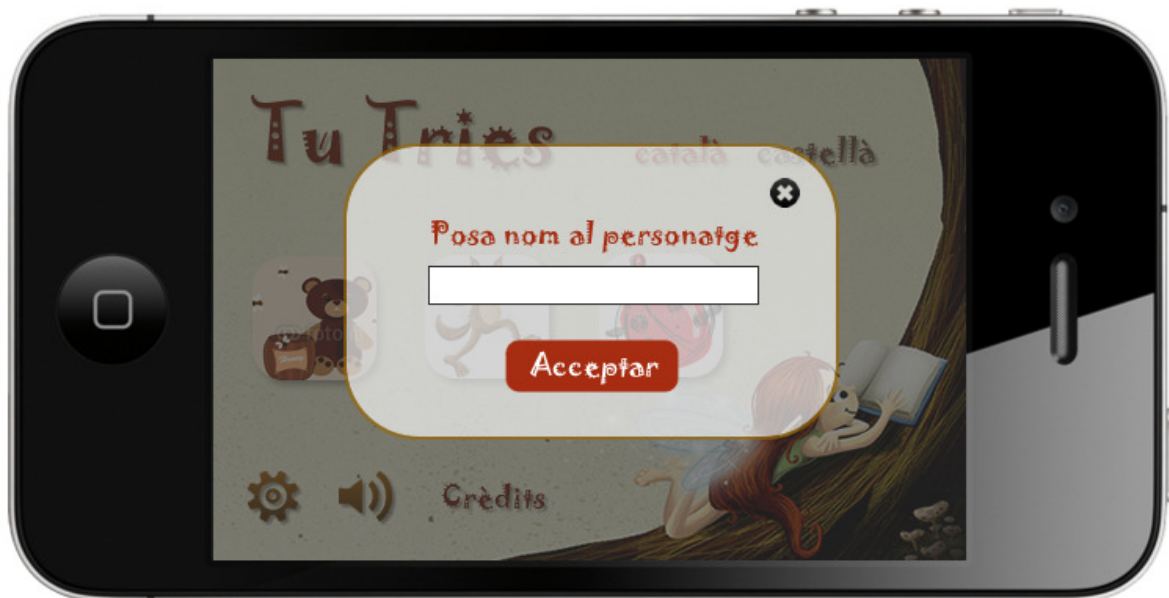 Tu Tries
català castellà
Posa nom al personatge
Acceptar
Crèdits